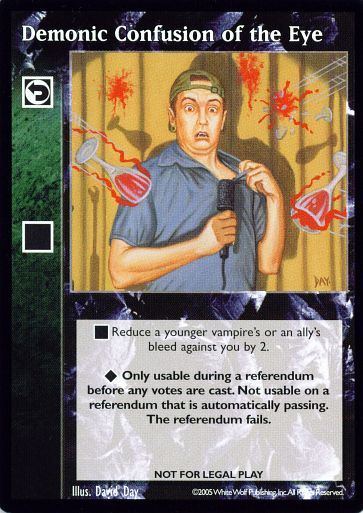 Demonic Confusion of the Eye
DAY.
Reduce a younger vampire's or an ally's
bleed against you by 2.
Only usable during a referendum
before any votes are cast. Not usable on a
referendum that is automatically passing.
The referendum fails.
NOT FOR LEGAL PLAY
Illus. David Day
©2005 White Wolf Publishing, Inc. All Rights Reserved.